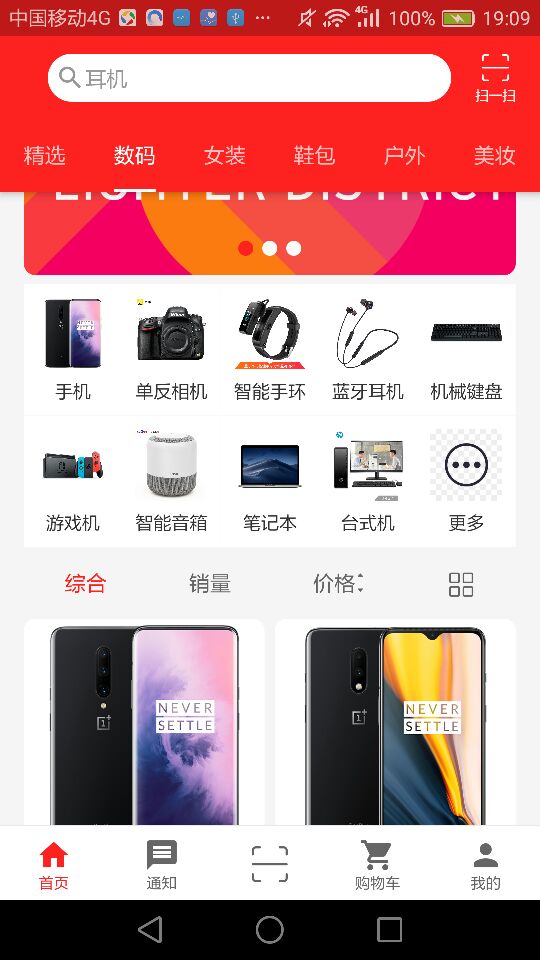 中国移动4G
4G
100%
19:09
耳机
扫一扫
精选
数码
女装
鞋包
户外
美妆
LIGHTER DISTRICT
手机
单反相机
智能手环
蓝牙耳机
机械键盘
游戏机
智能音箱
笔记本
台式机
更多
综合
销量
价格
NEVER
SETTLE
NEVER
SETTLE
首页
通知
购物车
我的